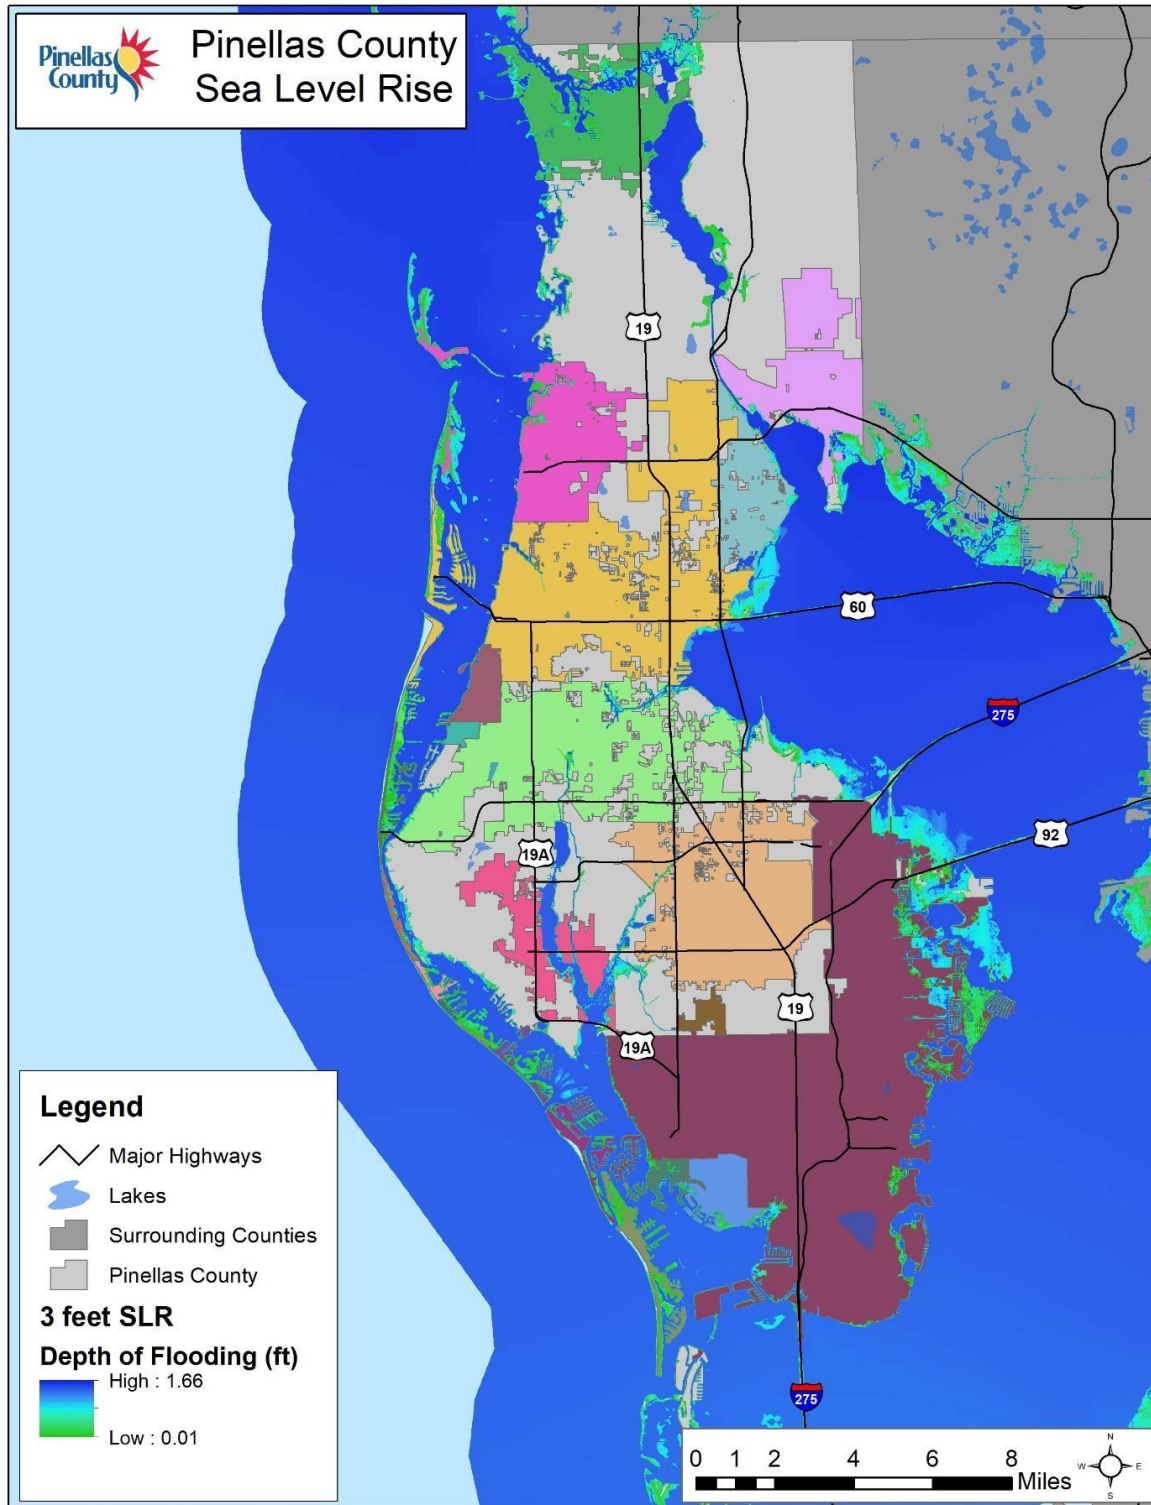 Pinellas
County
Pinellas County
Sea Level Rise
19
60
275
92
19A
19
19A
275
Legend
Major Highways
Lakes
Surrounding Counties
Pinellas County
3 feet SLR
Depth of Flooding (ft)
High : 1.66
Low : 0.01
0 1 2 4 6 8
Miles
N
W E
S